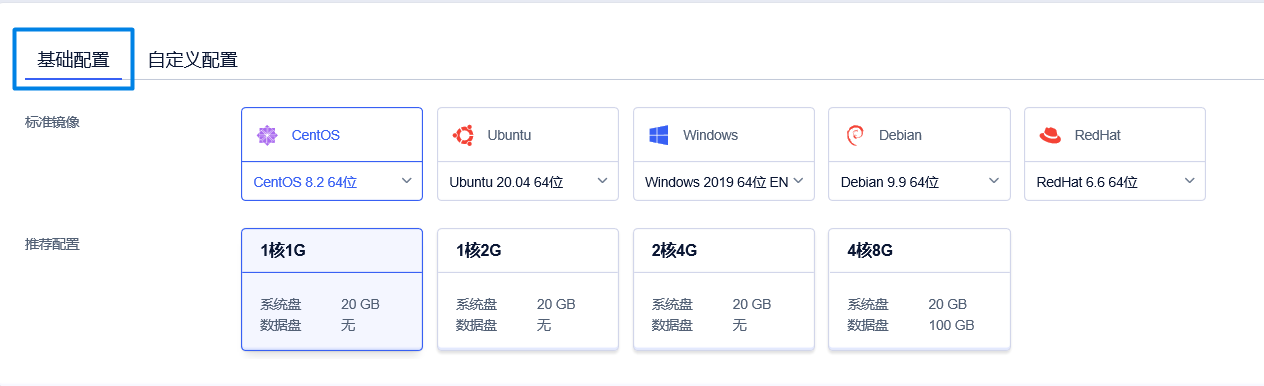 基础配置 自定义配置
标准镜像 CentOS Ubuntu Windows Debian RedHat
CentOS 8.2 64位 Ubuntu 20.04 64位 Windows 2019 64位 EN Debian 9.9 64位 RedHat 6.6 64位
推荐配置 1核1G 1核2G 2核4G 4核8G
系统盘 20 GB 系统盘 20 GB 系统盘 20 GB 系统盘 20 GB
数据盘 无 数据盘 无 数据盘 无 数据盘 100 GB